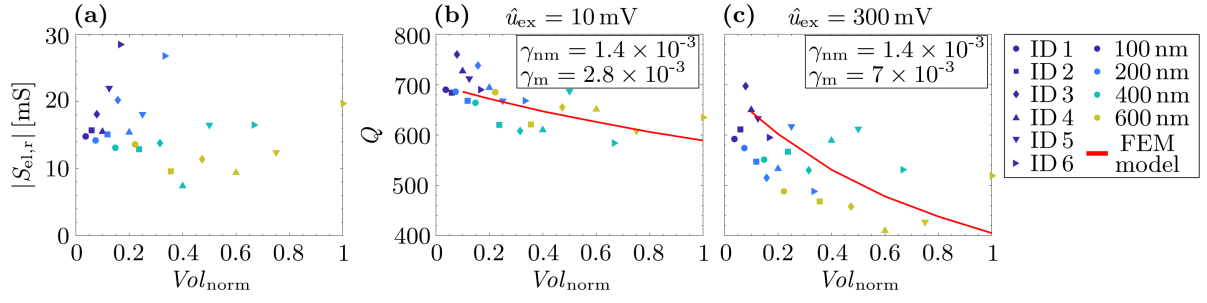 (a)
30
20
10
0
|S_el,r| [mS]
0 0.2 0.4 0.6 0.8 1
Vol_norm
(b) û_ex = 10 mV
γ_nm = 1.4 × 10⁻³
γ_m = 2.8 × 10⁻³
800
700
600
500
400
Q
0 0.2 0.4 0.6 0.8 1
Vol_norm
(c) û_ex = 300 mV
γ_nm = 1.4 × 10⁻³
γ_m = 7 × 10⁻³
0 0.2 0.4 0.6 0.8 1
Vol_norm
ID 1 100 nm
ID 2 200 nm
ID 3 400 nm
ID 4 600 nm
ID 5 FEM
ID 6 model